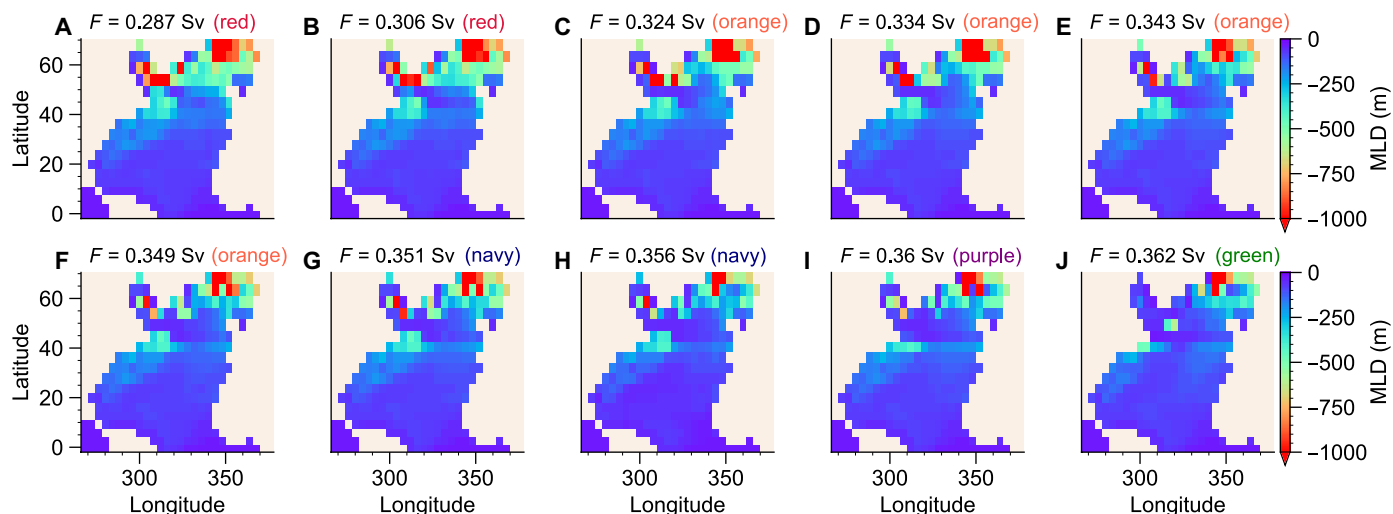 A F = 0.287 Sv (red)
B F = 0.306 Sv (red)
C F = 0.324 Sv (orange)
D F = 0.334 Sv (orange)
E F = 0.343 Sv (orange)
Latitude
60
40
20
0
0
−250
−500
−750
−1000
MLD (m)
F F = 0.349 Sv (orange)
G F = 0.351 Sv (navy)
H F = 0.356 Sv (navy)
I F = 0.36 Sv (purple)
J F = 0.362 Sv (green)
Latitude
60
40
20
0
0
−250
−500
−750
−1000
MLD (m)
300 350
300 350
300 350
300 350
300 350
Longitude
Longitude
Longitude
Longitude
Longitude